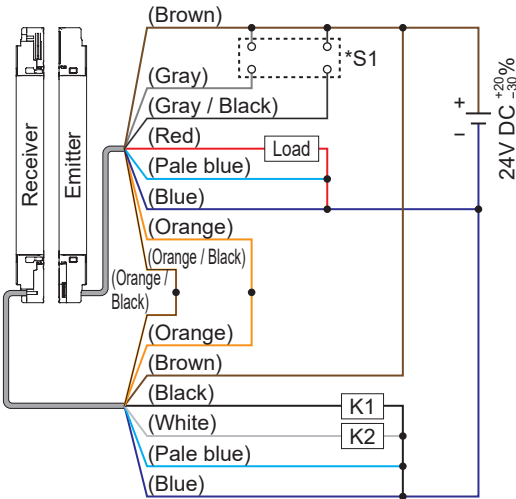 (Brown)
*S1
(Gray)
(Gray / Black)
(Red)
Load
(Pale blue)
(Blue)
(Orange)
(Orange / Black)
(Orange /
Black)
(Orange)
(Brown)
(Black)
K1
(White)
K2
(Pale blue)
(Blue)
Receiver
Emitter
+
−
24V DC +20 −30 %